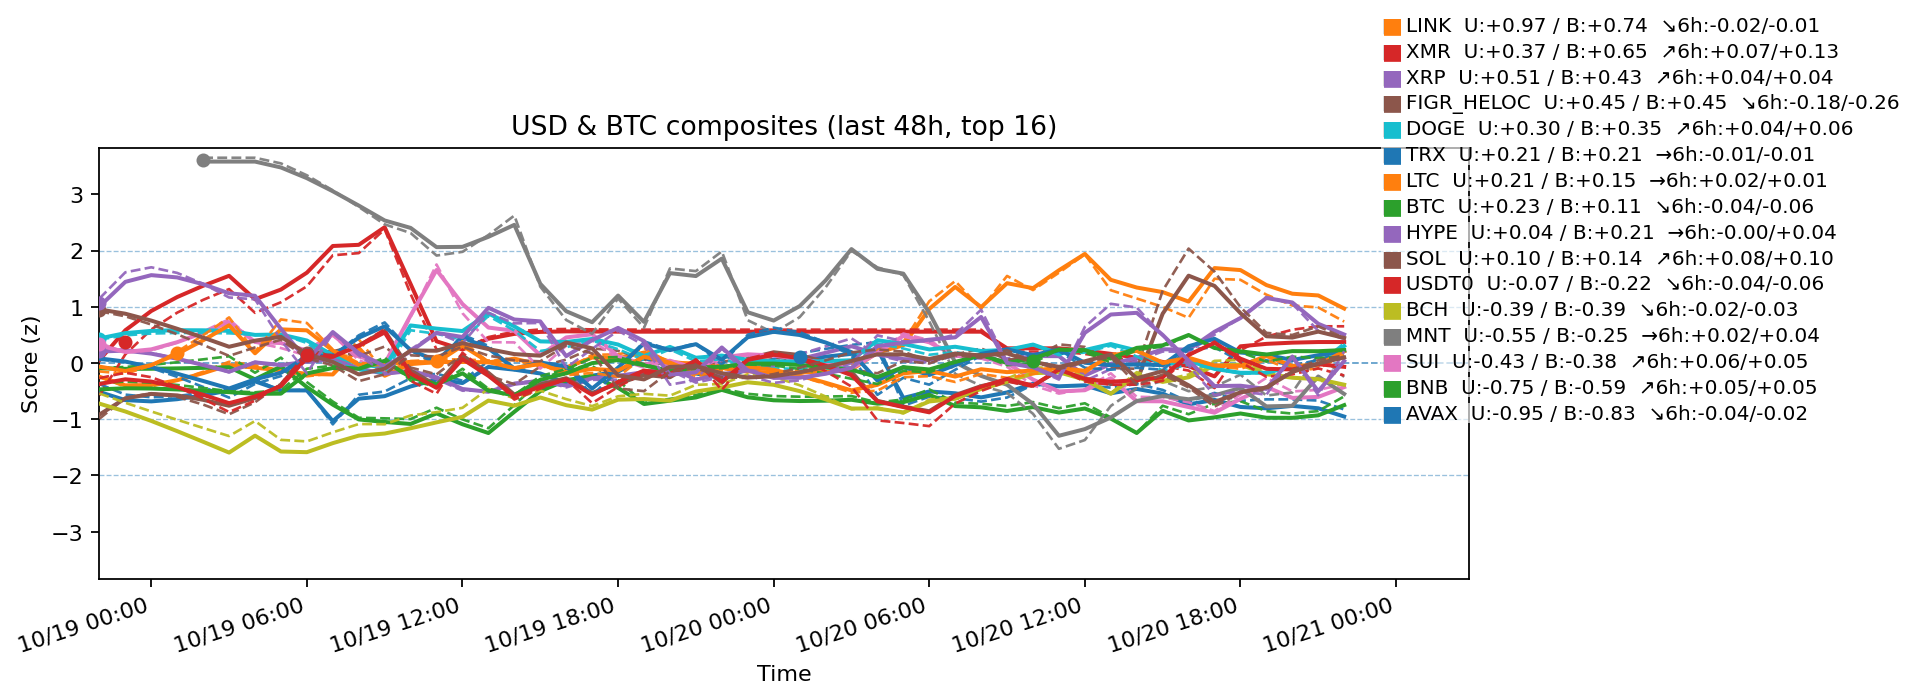 LINK  U:+0.97 / B:+0.74  ↘6h:-0.02/-0.01
XMR  U:+0.37 / B:+0.65  ↗6h:+0.07/+0.13
XRP  U:+0.51 / B:+0.43  ↗6h:+0.04/+0.04
FIGR_HELOC  U:+0.45 / B:+0.45  ↘6h:-0.18/-0.26
DOGE  U:+0.30 / B:+0.35  ↗6h:+0.04/+0.06
TRX  U:+0.21 / B:+0.21  →6h:-0.01/-0.01
LTC  U:+0.21 / B:+0.15  →6h:+0.02/+0.01
BTC  U:+0.23 / B:+0.11  ↘6h:-0.04/-0.06
HYPE  U:+0.04 / B:+0.21  →6h:-0.00/+0.04
SOL  U:+0.10 / B:+0.14  ↗6h:+0.08/+0.10
USDT0  U:-0.07 / B:-0.22  ↘6h:-0.04/-0.06
BCH  U:-0.39 / B:-0.39  ↘6h:-0.02/-0.03
MNT  U:-0.55 / B:-0.25  →6h:+0.02/+0.04
SUI  U:-0.43 / B:-0.38  ↗6h:+0.06/+0.05
BNB  U:-0.75 / B:-0.59  ↗6h:+0.05/+0.05
AVAX  U:-0.95 / B:-0.83  ↘6h:-0.04/-0.02
USD & BTC composites (last 48h, top 16)
Score (z)
3
2
1
0
−1
−2
−3
10/19 00:00
10/19 06:00
10/19 12:00
10/19 18:00
10/20 00:00
10/20 06:00
10/20 12:00
10/20 18:00
10/21 00:00
Time